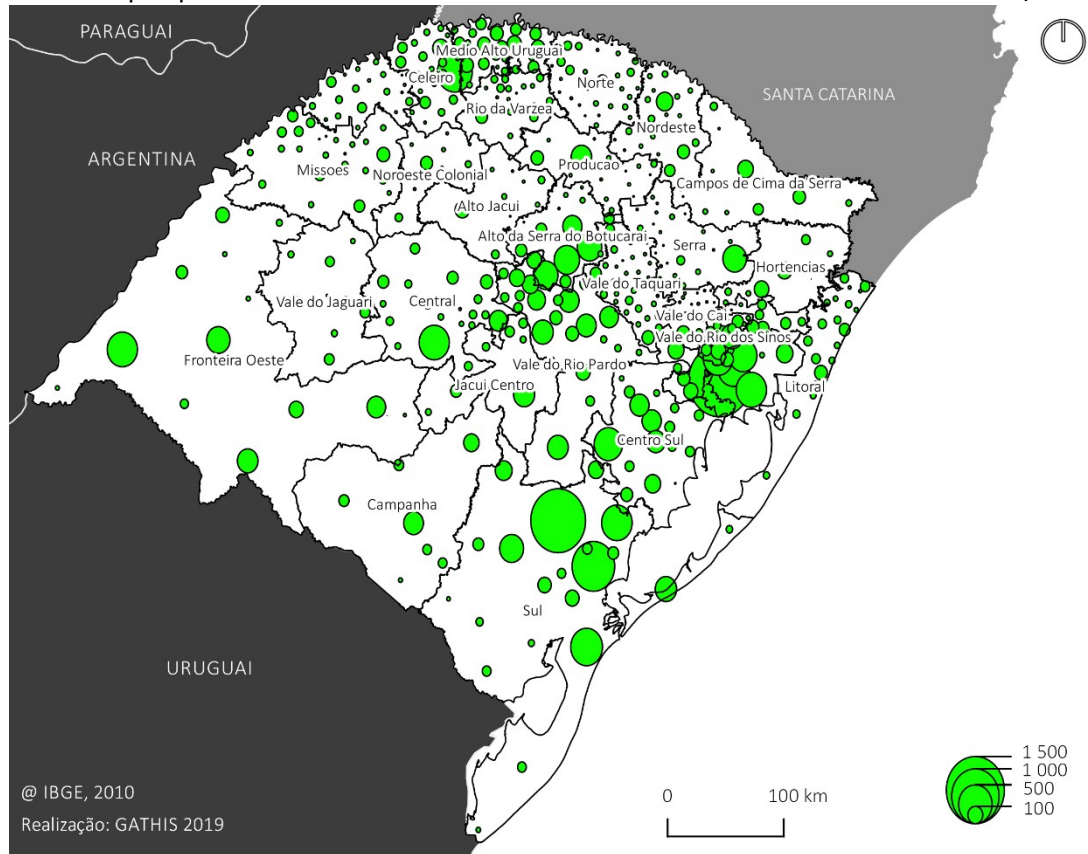 PARAGUAI
SANTA CATARINA
ARGENTINA
Medio Alto Uruguai
Celeiro
Norte
Rio da Varzea
Nordeste
Missoes
Noroeste Colonial
Producao
Campos de Cima da Serra
Alto Jacui
Alto da Serra do Botucarai
Serra
Hortencias
Vale do Taquari
Vale do Jaguari
Central
Vale do Cai
Vale do Rio dos Sinos
Fronteira Oeste
Vale do Rio Pardo
Jacui Centro
Litoral
Centro Sul
Campanha
Sul
URUGUAI
@ IBGE, 2010
Realização: GATHIS 2019
0 100 km
1 500
1 000
500
100